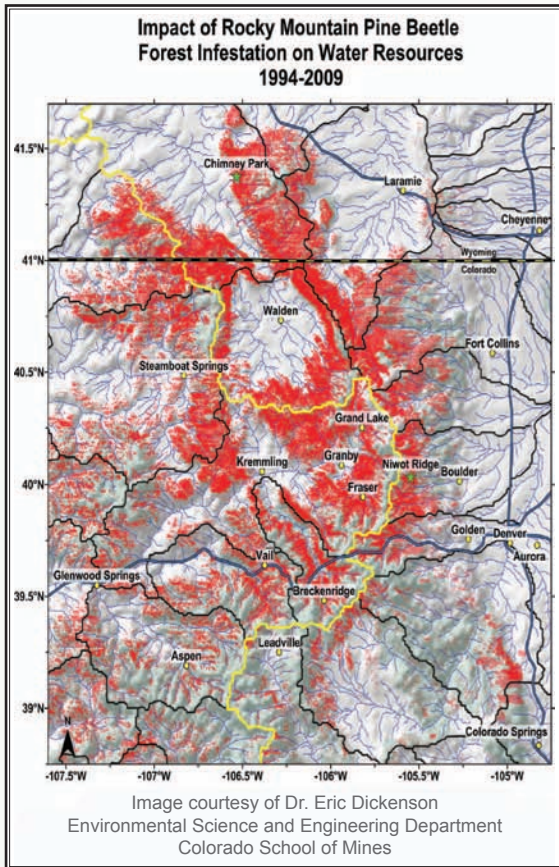 Impact of Rocky Mountain Pine Beetle
Forest Infestation on Water Resources
1994-2009
41.5°N
Chimney Park
Laramie
Cheyenne
41°N
Wyoming
Colorado
Walden
Fort Collins
40.5°N
Steamboat Springs
Grand Lake
Kremmling
Granby
Niwot Ridge
Boulder
40°N
Fraser
Golden
Denver
Aurora
Vail
39.5°N
Glenwood Springs
Breckenridge
Leadville
Aspen
39°N
N
Colorado Springs
-107.5°W -107°W -106.5°W -106°W -105.5°W -105°W
Image courtesy of Dr. Eric Dickenson
Environmental Science and Engineering Department
Colorado School of Mines